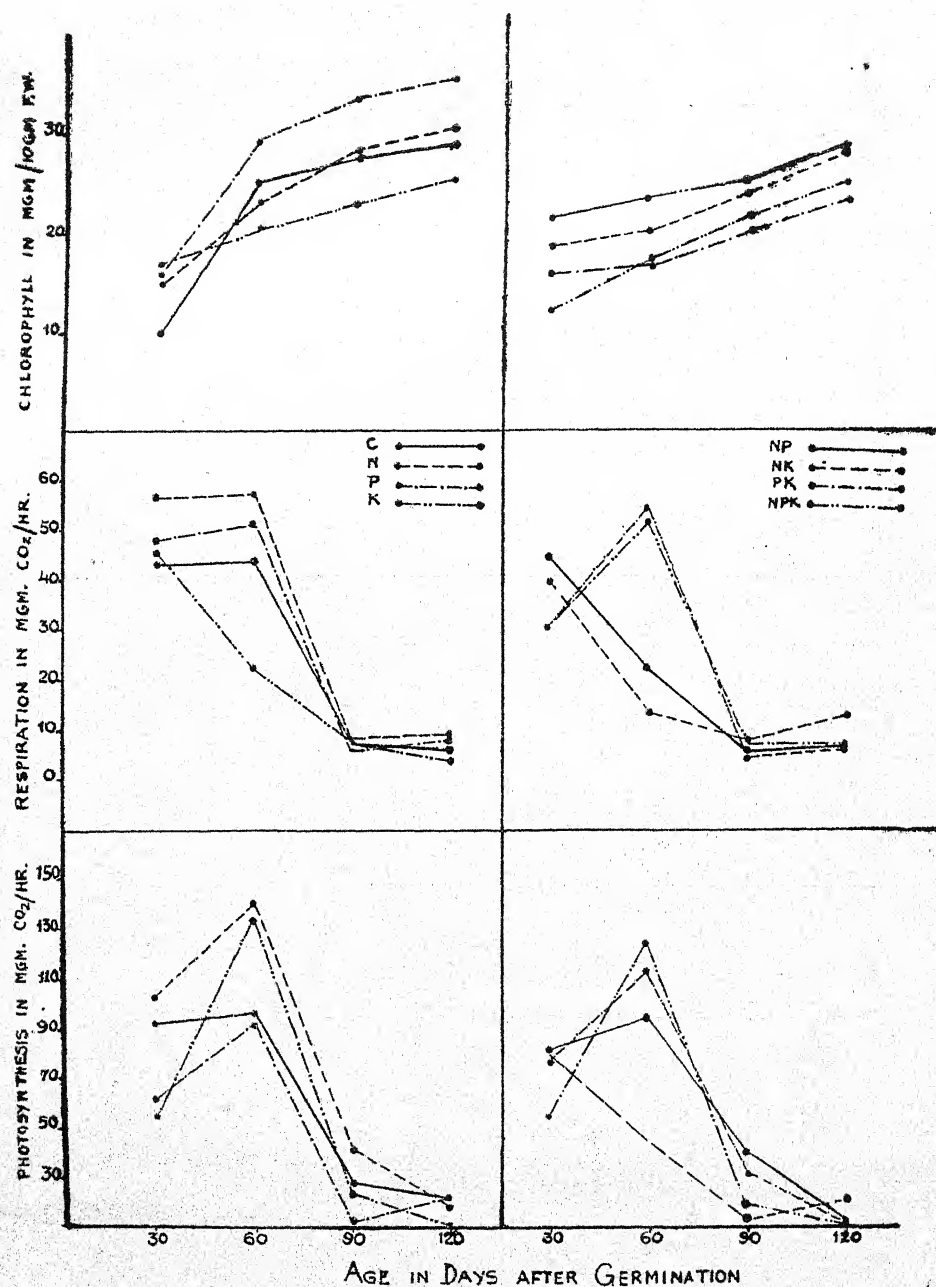 CHLOROPHYLL IN MGM/10GM F.W.
30
20
10
RESPIRATION IN MGM. CO2/HR.
60
50
40
30
20
10
0
C
N
P
K
NP
NK
PK
NPK
PHOTOSYNTHESIS IN MGM. CO2/HR.
150
130
110
90
70
50
30
30 60 90 120 30 60 90 120
AGE IN DAYS AFTER GERMINATION